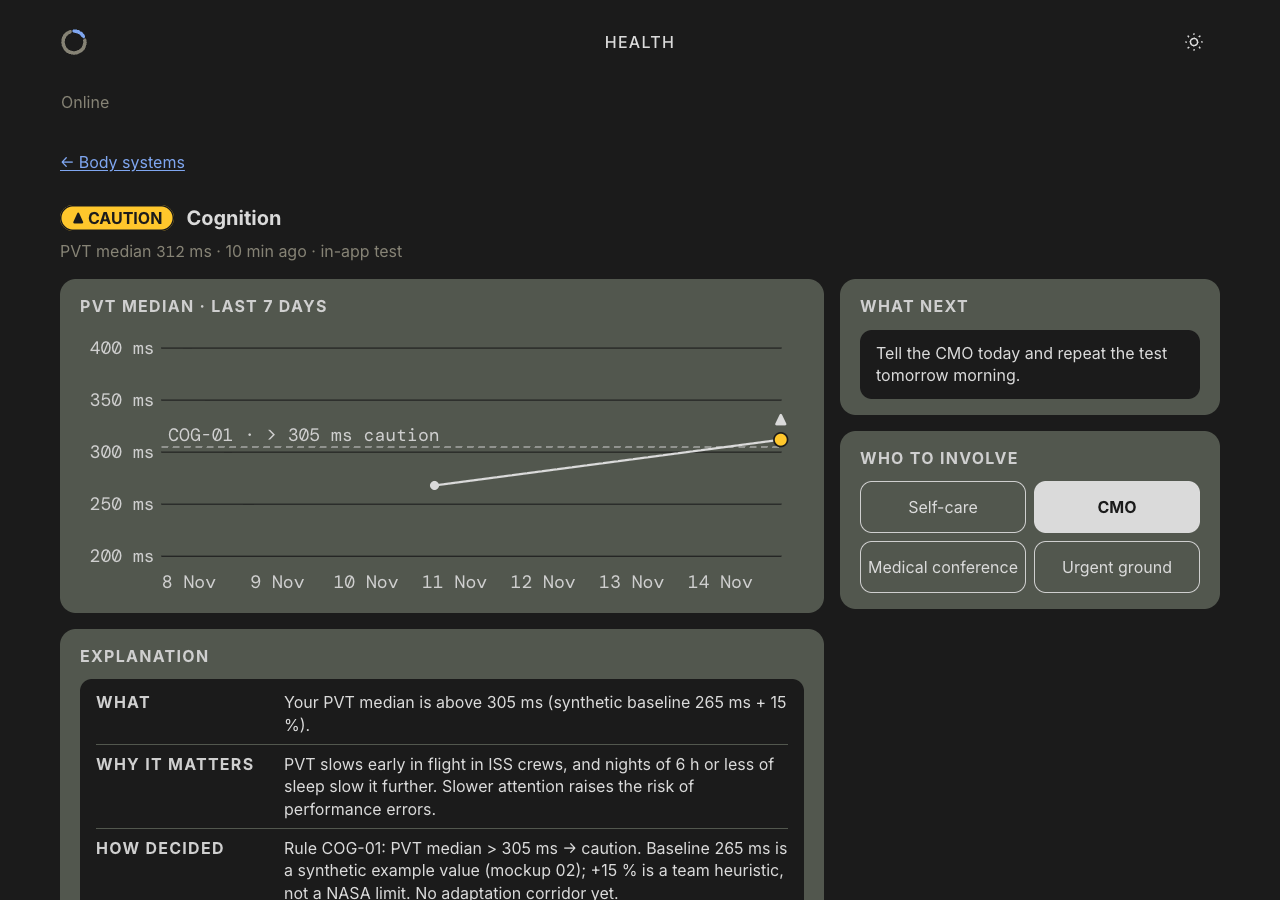 HEALTH
Online
← Body systems
▲ CAUTION Cognition
PVT median 312 ms · 10 min ago · in-app test
PVT MEDIAN · LAST 7 DAYS
400 ms
350 ms
COG-01 · > 305 ms caution
300 ms
250 ms
200 ms
8 Nov 9 Nov 10 Nov 11 Nov 12 Nov 13 Nov 14 Nov
WHAT NEXT
Tell the CMO today and repeat the test
tomorrow morning.
WHO TO INVOLVE
Self-care CMO
Medical conference Urgent ground
EXPLANATION
WHAT
Your PVT median is above 305 ms (synthetic baseline 265 ms + 15
%).
WHY IT MATTERS
PVT slows early in flight in ISS crews, and nights of 6 h or less of
sleep slow it further. Slower attention raises the risk of
performance errors.
HOW DECIDED
Rule COG-01: PVT median > 305 ms → caution. Baseline 265 ms is
a synthetic example value (mockup 02); +15 % is a team heuristic,
not a NASA limit. No adaptation corridor yet.